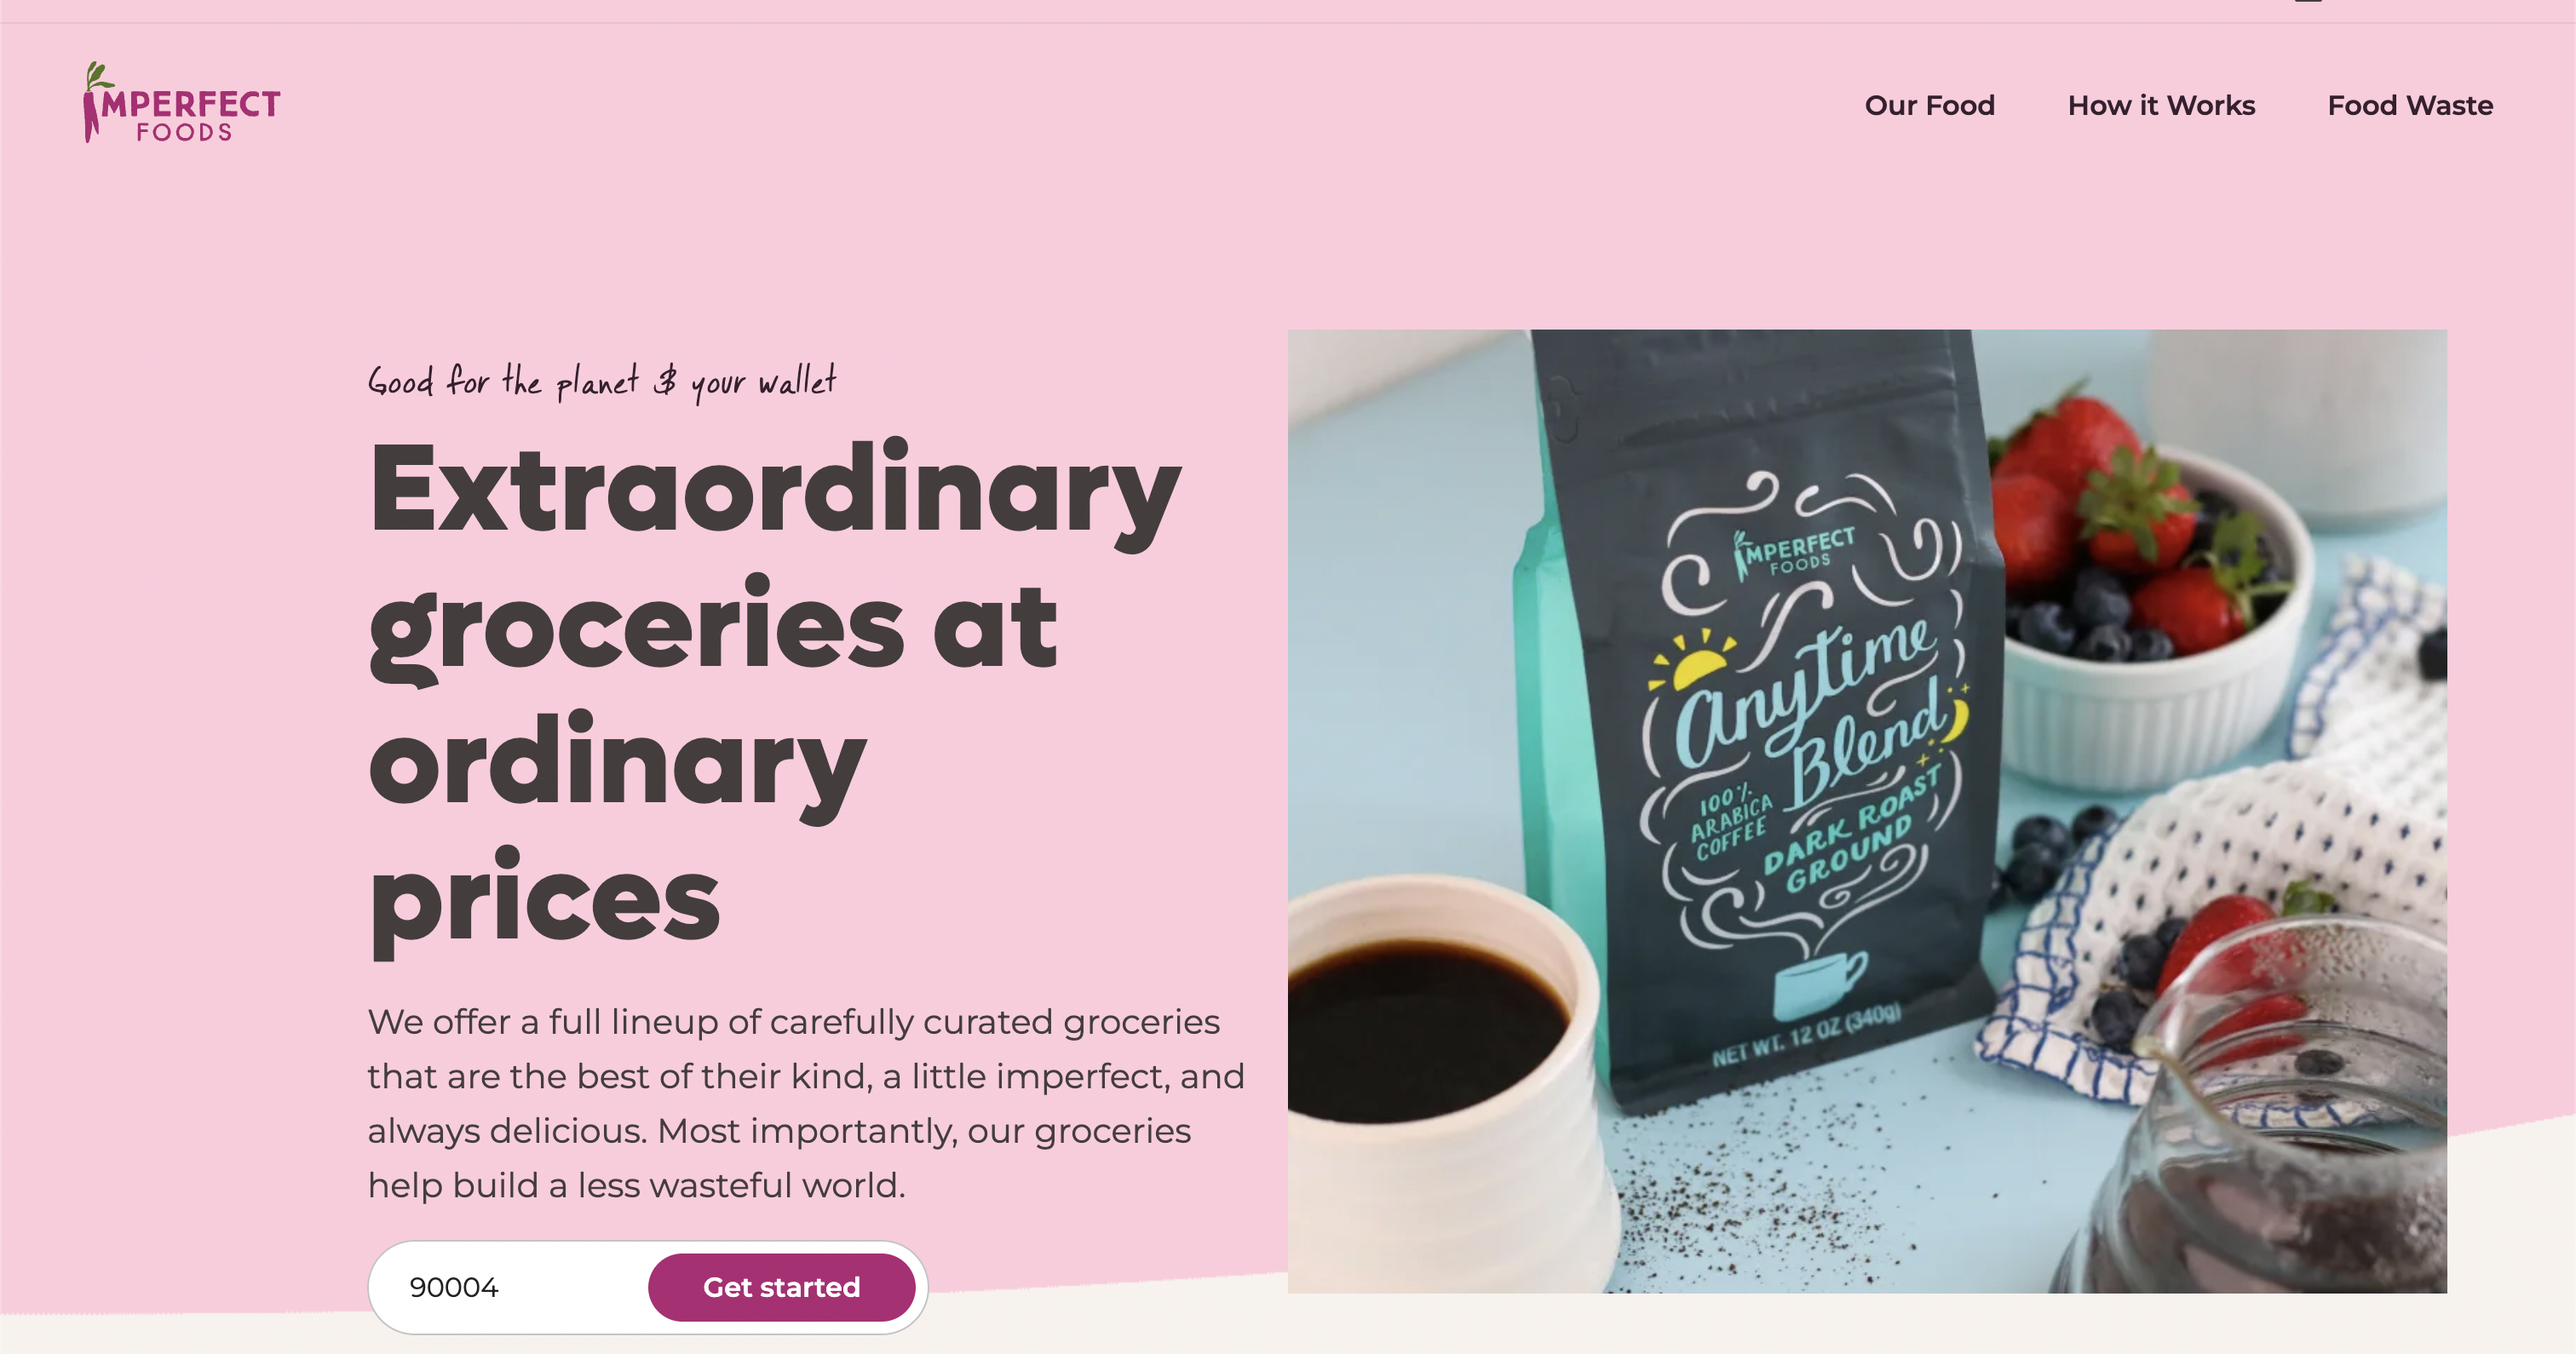 IMPERFECT
FOODS
Our Food
How it Works
Food Waste
Good for the planet & your wallet
Extraordinary
groceries at
ordinary
prices
We offer a full lineup of carefully curated groceries
that are the best of their kind, a little imperfect, and
always delicious. Most importantly, our groceries
help build a less wasteful world.
90004
Get started
IMPERFECT
FOODS
Anytime
Blend
100%
ARABICA
COFFEE
DARK ROAST
GROUND
NET WT. 12 OZ (340g)